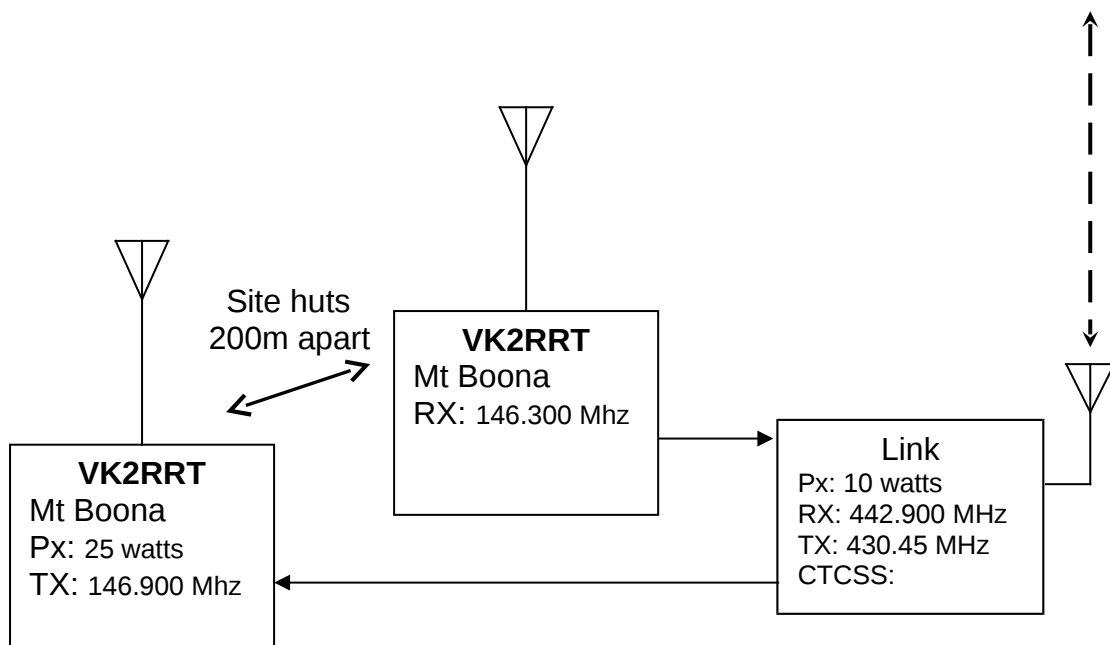 Site huts
200m apart
VK2RRT
Mt Boona
RX: 146.300 Mhz
Link
Px: 10 watts
RX: 442.900 MHz
TX: 430.45 MHz
CTCSS:
VK2RRT
Mt Boona
Px: 25 watts
TX: 146.900 Mhz